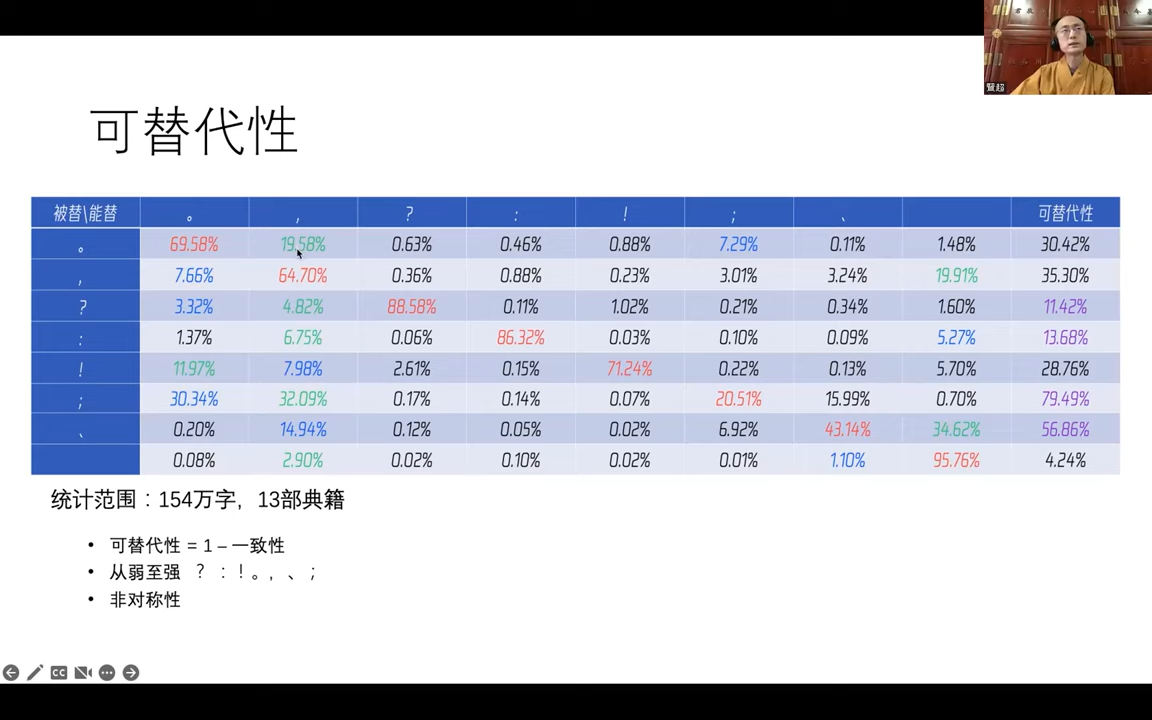 賢超
可替代性
被替\能替 。 , ? : ! ; 、 可替代性
。 69.58% 19.58% 0.63% 0.46% 0.88% 7.29% 0.11% 1.48% 30.42%
, 7.66% 64.70% 0.36% 0.88% 0.23% 3.01% 3.24% 19.91% 35.30%
? 3.32% 4.82% 88.58% 0.11% 1.02% 0.21% 0.34% 1.60% 11.42%
: 1.37% 6.75% 0.06% 86.32% 0.03% 0.10% 0.09% 5.27% 13.68%
! 11.97% 7.98% 2.61% 0.15% 71.24% 0.22% 0.13% 5.70% 28.76%
; 30.34% 32.09% 0.17% 0.14% 0.07% 20.51% 15.99% 0.70% 79.49%
、 0.20% 14.94% 0.12% 0.05% 0.02% 6.92% 43.14% 34.62% 56.86%
0.08% 2.90% 0.02% 0.10% 0.02% 0.01% 1.10% 95.76% 4.24%
统计范围：154万字，13部典籍
• 可替代性 = 1 – 一致性
• 从弱至强 ？：！。，、；
• 非对称性
CC